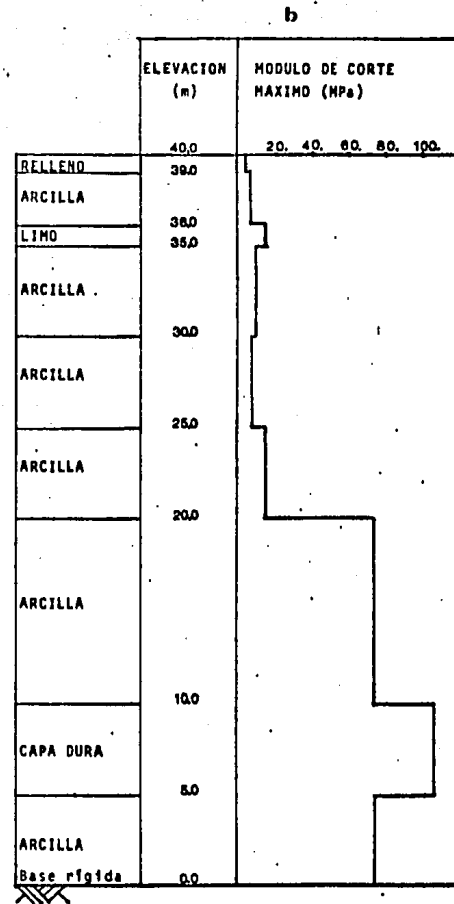 b
ELEVACION
(m)
MODULO DE CORTE
MAXIMO (MPa)
40.0
20. 40. 60. 80. 100.
RELLENO
39.0
ARCILLA
36.0
LIMO
35.0
ARCILLA
30.0
ARCILLA
25.0
ARCILLA
20.0
ARCILLA
10.0
CAPA DURA
5.0
ARCILLA
Base rígida
0.0